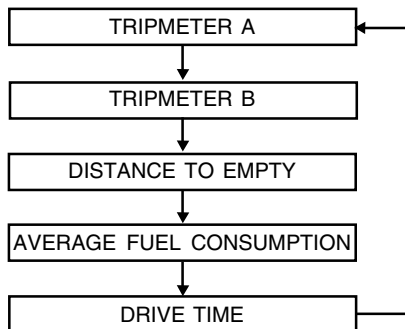 TRIPMETER A
TRIPMETER B
DISTANCE TO EMPTY
AVERAGE FUEL CONSUMPTION
DRIVE TIME